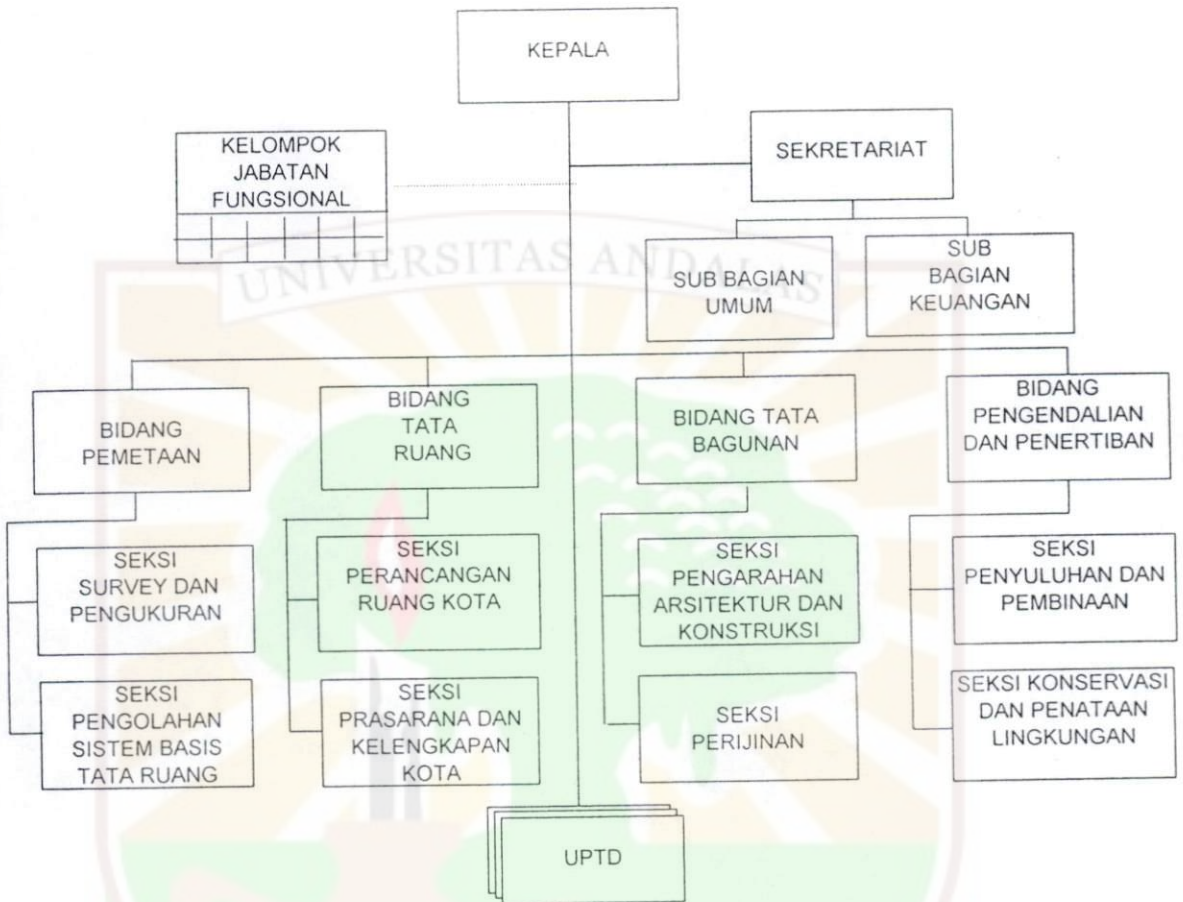 KEPALA
KELOMPOK
JABATAN
FUNGSIONAL
SEKRETARIAT
SUB BAGIAN
UMUM
SUB
BAGIAN
KEUANGAN
UNIVERSITAS ANDALAS
BIDANG
PEMETAAN
BIDANG
TATA
RUANG
BIDANG TATA
BAGUNAN
BIDANG
PENGENDALIAN
DAN PENERTIBAN
SEKSI
SURVEY DAN
PENGUKURAN
SEKSI
PERANCANGAN
RUANG KOTA
SEKSI
PENGARAHAN
ARSITEKTUR DAN
KONSTRUKSI
SEKSI
PENYULUHAN DAN
PEMBINAAN
SEKSI
PENGOLAHAN
SISTEM BASIS
TATA RUANG
SEKSI
PRASARANA DAN
KELENGKAPAN
KOTA
SEKSI
PERIJINAN
SEKSI KONSERVASI
DAN PENATAAN
LINGKUNGAN
UPTD